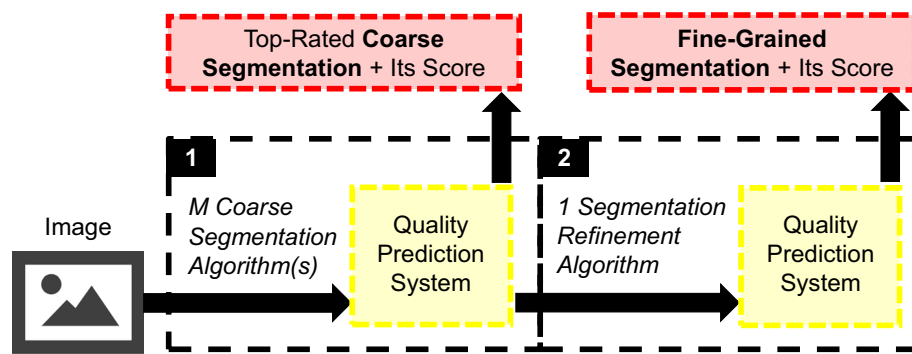 Top-Rated Coarse
Segmentation + Its Score
Fine-Grained
Segmentation + Its Score
1
2
Image
M Coarse
Segmentation
Algorithm(s)
Quality
Prediction
System
1 Segmentation
Refinement
Algorithm
Quality
Prediction
System